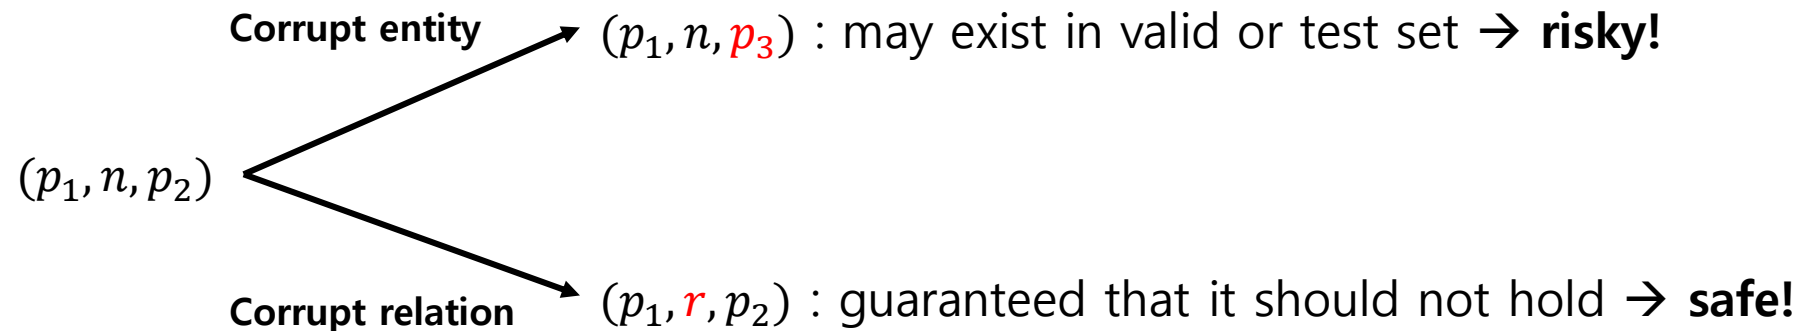 Corrupt entity
(p₁, n, p₃) : may exist in valid or test set → risky!
(p₁, n, p₂)
Corrupt relation
(p₁, r, p₂) : guaranteed that it should not hold → safe!